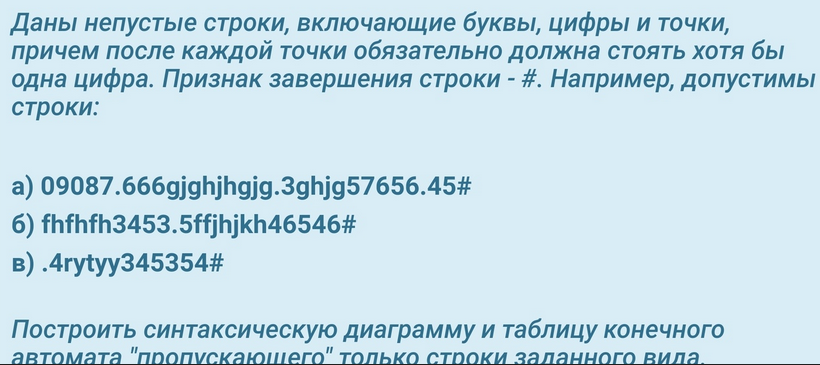 Даны непустые строки, включающие буквы, цифры и точки,
причем после каждой точки обязательно должна стоять хотя бы
одна цифра. Признак завершения строки - #. Например, допустимы
строки:
а) 09087.666gjghjhgjg.3ghjg57656.45#
б) fhfhfh3453.5ffjhjkh46546#
в) .4rytyy345354#
Построить синтаксическую диаграмму и таблицу конечного
автомата "пропускающего" только строки заданного вида.